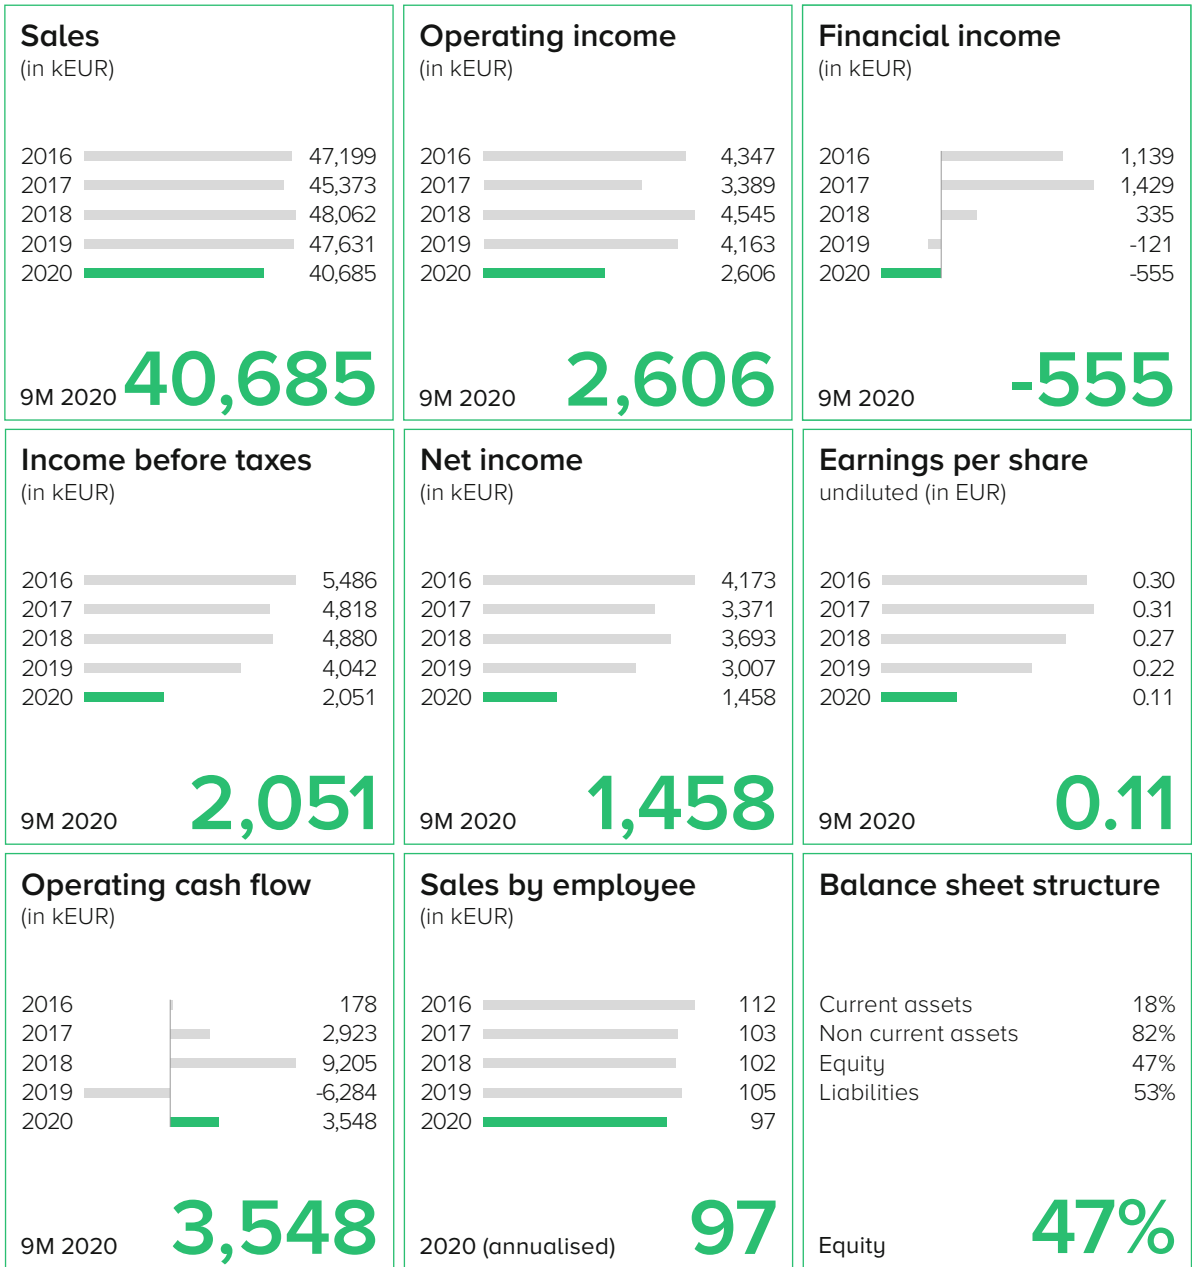 Sales
(in kEUR)
2016 47,199
2017 45,373
2018 48,062
2019 47,631
2020 40,685
9M 2020 40,685
Operating income
(in kEUR)
2016 4,347
2017 3,389
2018 4,545
2019 4,163
2020 2,606
9M 2020 2,606
Financial income
(in kEUR)
2016 1,139
2017 1,429
2018 335
2019 -121
2020 -555
9M 2020 -555
Income before taxes
(in kEUR)
2016 5,486
2017 4,818
2018 4,880
2019 4,042
2020 2,051
9M 2020 2,051
Net income
(in kEUR)
2016 4,173
2017 3,371
2018 3,693
2019 3,007
2020 1,458
9M 2020 1,458
Earnings per share
undiluted (in EUR)
2016 0.30
2017 0.31
2018 0.27
2019 0.22
2020 0.11
9M 2020 0.11
Operating cash flow
(in kEUR)
2016 178
2017 2,923
2018 9,205
2019 -6,284
2020 3,548
9M 2020 3,548
Sales by employee
(in kEUR)
2016 112
2017 103
2018 102
2019 105
2020 97
2020 (annualised) 97
Balance sheet structure
Current assets 18%
Non current assets 82%
Equity 47%
Liabilities 53%
Equity 47%